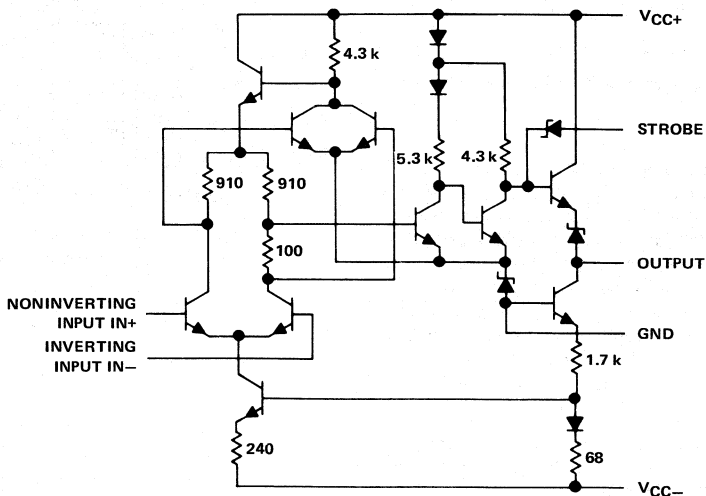 VCC+
4.3 k
STROBE
5.3 k
4.3 k
910
910
100
OUTPUT
NONINVERTING
INPUT IN+
INVERTING
INPUT IN−
GND
1.7 k
240
68
VCC−